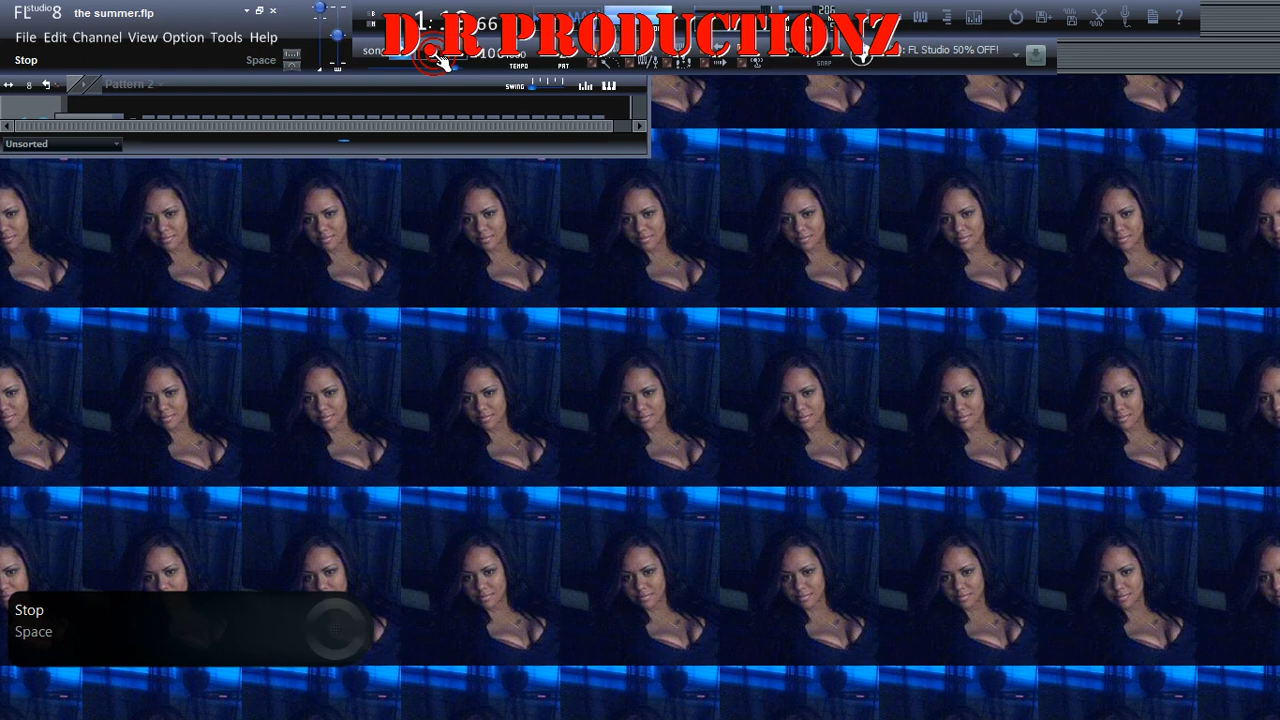 FL studio 8 the summer.flp
D.R PRODUCTIONZ
File Edit Channel View Option Tools Help
: FL Studio 50% OFF!
Stop Space
TEMPO PAT SNAP
8 Pattern 2
SWING
Unsorted
Stop
Space